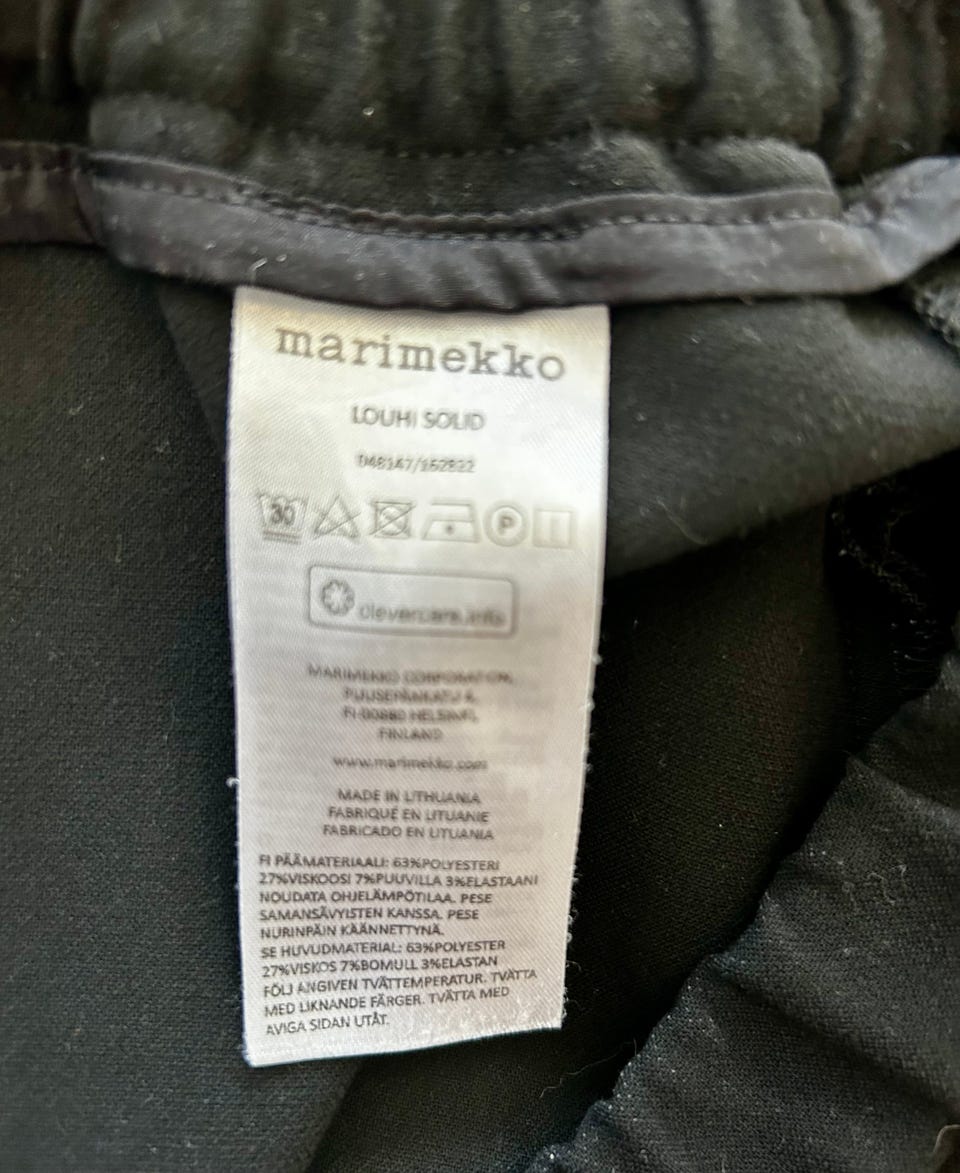 marimekko
LOUHI SOLID
048147/162822
30 P
clevercare.info
MARIMEKKO CORPORATION,
PUUSEPÄNKATU 4,
FI-00880 HELSINKI,
FINLAND
www.marimekko.com
MADE IN LITHUANIA
FABRIQUÉ EN LITUANIE
FABRICADO EN LITUANIA
FI PÄÄMATERIAALI: 63%POLYESTERI
27%VISKOOSI 7%PUUVILLA 3%ELASTAANI
NOUDATA OHJELÄMPÖTILAA. PESE
SAMANSÄVYISTEN KANSSA. PESE
NURINPÄIN KÄÄNNETTYNÄ.
SE HUVUDMATERIAL: 63%POLYESTER
27%VISKOS 7%BOMULL 3%ELASTAN
FÖLJ ANGIVEN TVÄTTEMPERATUR. TVÄTTA
MED LIKNANDE FÄRGER. TVÄTTA MED
AVIGA SIDAN UTÅT.